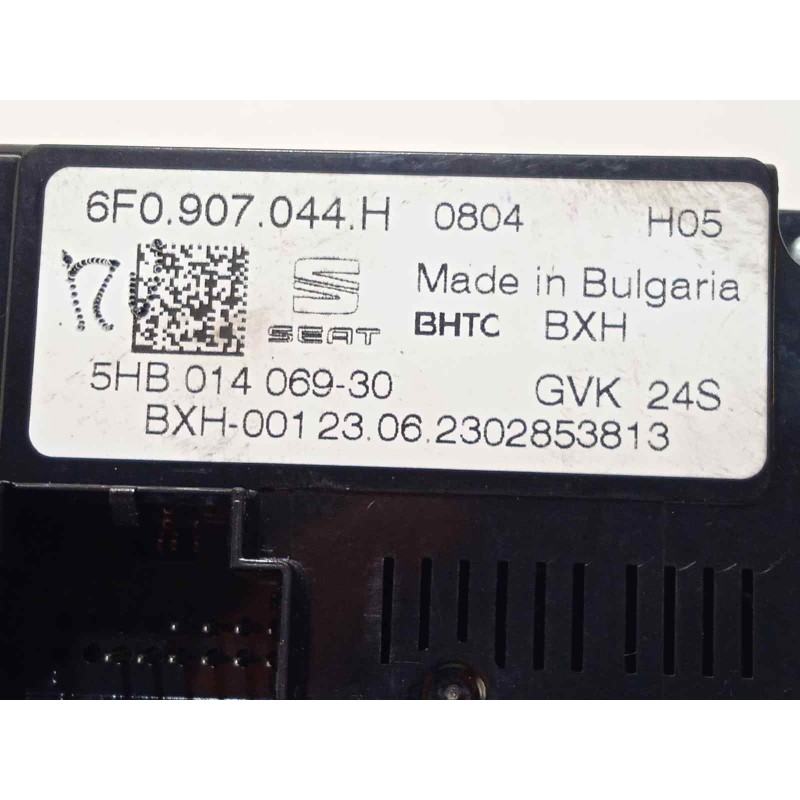 6F0.907.044.H 0804 H05
Made in Bulgaria
SEAT BHTC BXH
5HB 014 069-30 GVK 24S
BXH-001 23.06.2302853813